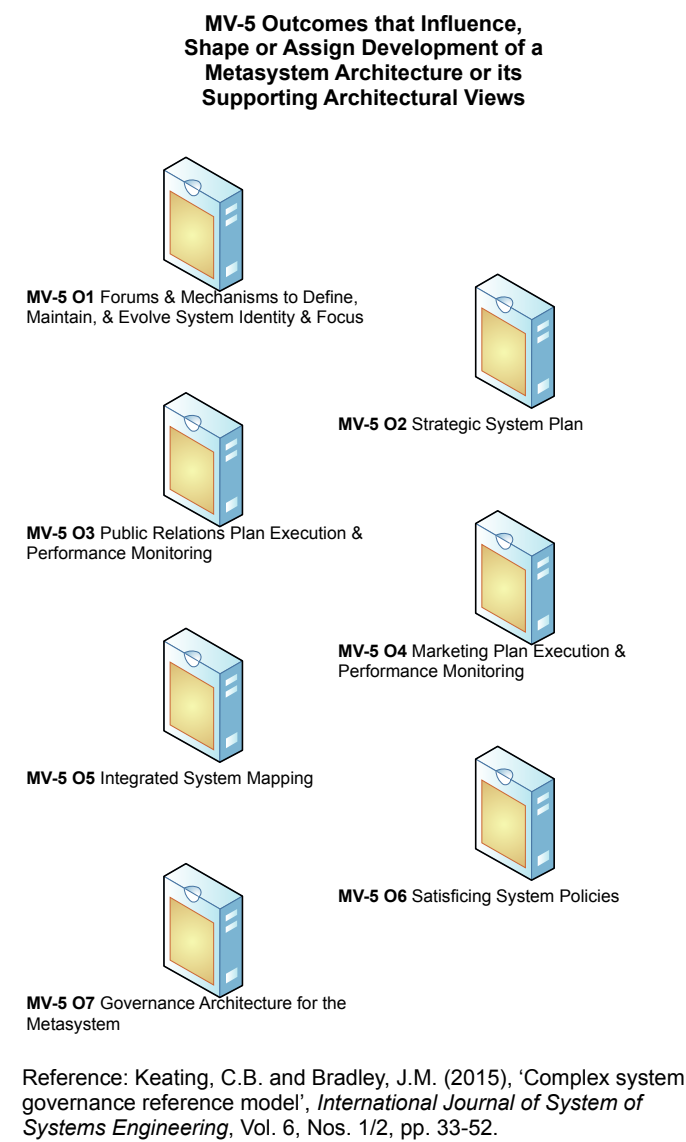 MV-5 Outcomes that Influence,
Shape or Assign Development of a
Metasystem Architecture or its
Supporting Architectural Views
MV-5 O1 Forums & Mechanisms to Define,
Maintain, & Evolve System Identity & Focus
MV-5 O2 Strategic System Plan
MV-5 O3 Public Relations Plan Execution &
Performance Monitoring
MV-5 O4 Marketing Plan Execution &
Performance Monitoring
MV-5 O5 Integrated System Mapping
MV-5 O6 Satisficing System Policies
MV-5 O7 Governance Architecture for the
Metasystem
Reference: Keating, C.B. and Bradley, J.M. (2015), ‘Complex system
governance reference model’, International Journal of System of
Systems Engineering, Vol. 6, Nos. 1/2, pp. 33-52.